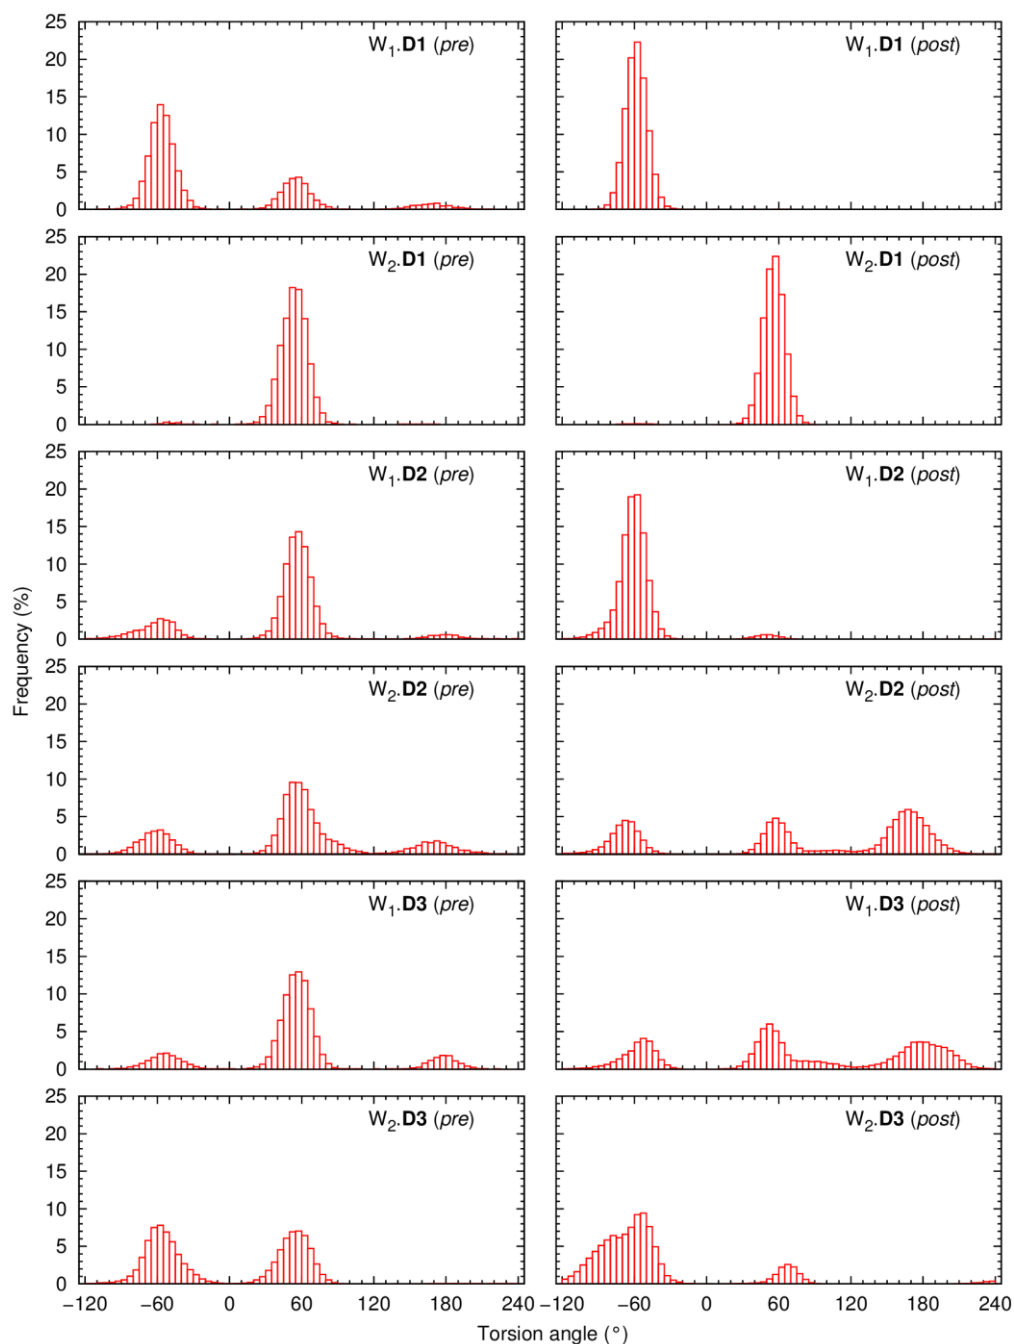 25
20
15
10
5
0
W1.D1 (pre)
W1.D1 (post)
25
20
15
10
5
0
W2.D1 (pre)
W2.D1 (post)
25
20
15
10
5
0
W1.D2 (pre)
W1.D2 (post)
Frequency (%)
25
20
15
10
5
0
W2.D2 (pre)
W2.D2 (post)
25
20
15
10
5
0
W1.D3 (pre)
W1.D3 (post)
25
20
15
10
5
0
W2.D3 (pre)
W2.D3 (post)
−120 −60 0 60 120 180 240 −120 −60 0 60 120 180 240
Torsion angle (°)